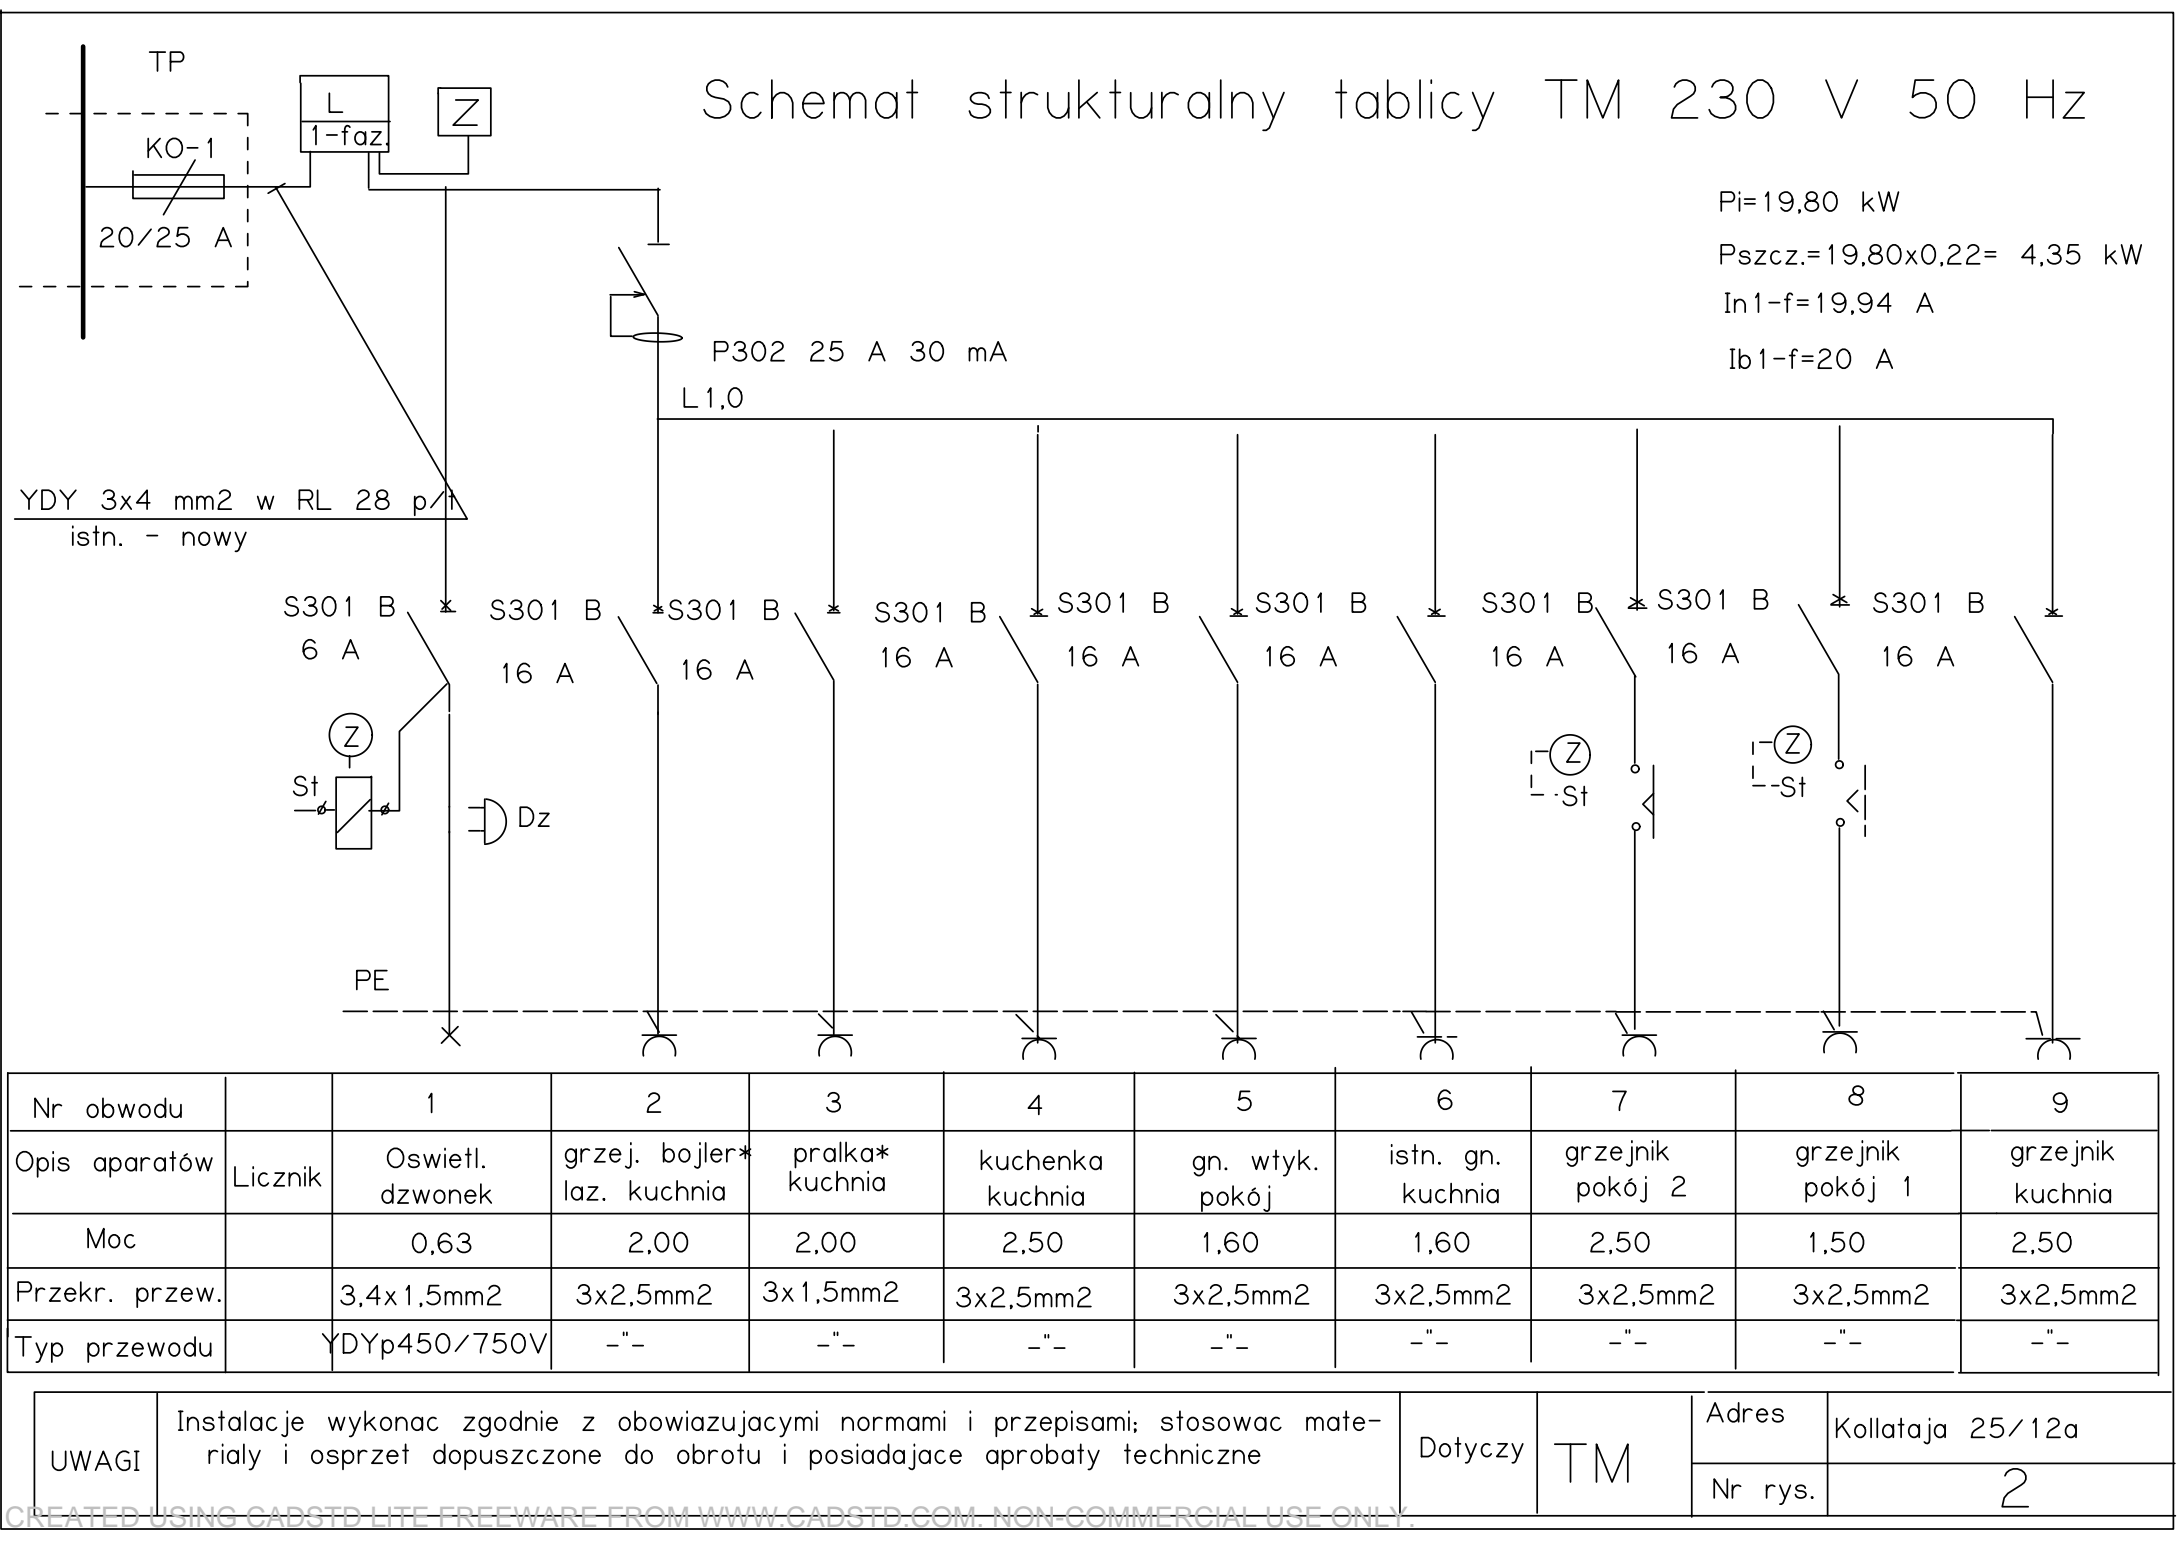 TP
L
1-faz.
Z
Schemat strukturalny tablicy TM 230 V 50 Hz
KO-1
20/25 A
Pi=19,80 kW
Pszcz.=19,80x0,22= 4,35 kW
In1-f=19,94 A
Ib1-f=20 A
P302 25 A 30 mA
L1,0
YDY 3x4 mm2 w RL 28 p/t
istn. - nowy
S301 B
6 A
S301 B
16 A
S301 B
16 A
S301 B
16 A
S301 B
16 A
S301 B
16 A
S301 B
16 A
S301 B
16 A
S301 B
16 A
Z
St
Dz
Z
St
Z
St
PE
Nr obwodu 1 2 3 4 5 6 7 8 9
Opis aparatów
Licznik
Oswietl.
dzwonek
grzej. bojler*
laz. kuchnia
pralka*
kuchnia
kuchenka
kuchnia
gn. wtyk.
pokój
istn. gn.
kuchnia
grzejnik
pokój 2
grzejnik
pokój 1
grzejnik
kuchnia
Moc 0,63 2,00 2,00 2,50 1,60 1,60 2,50 1,50 2,50
Przekr. przew. 3,4x1,5mm2 3x2,5mm2 3x1,5mm2 3x2,5mm2 3x2,5mm2 3x2,5mm2 3x2,5mm2 3x2,5mm2 3x2,5mm2
Typ przewodu YDYp450/750V -"- -"- -"- -"- -"- -"- -"- -"-
UWAGI
Instalacje wykonac zgodnie z obowiazujacymi normami i przepisami; stosowac mate-
rialy i osprzet dopuszczone do obrotu i posiadajace aprobaty techniczne
Dotyczy
TM
Adres
Kollataja 25/12a
Nr rys.
2
CREATED USING CADSTD LITE FREEWARE FROM WWW.CADSTD.COM. NON-COMMERCIAL USE ONLY.